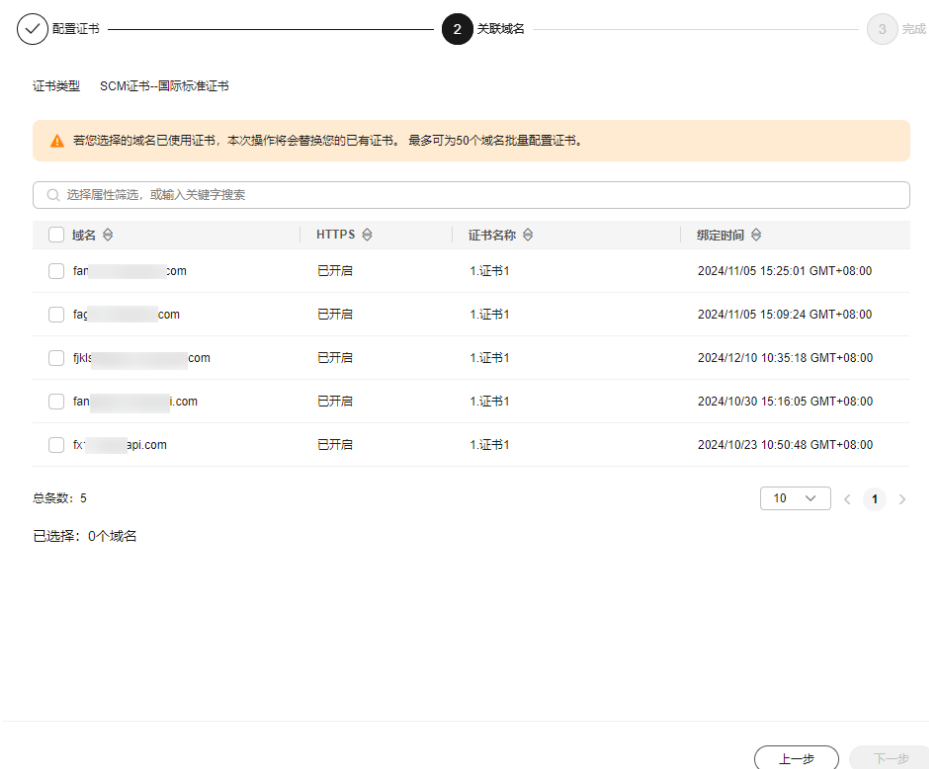 配置证书 2 关联域名 3 完成
证书类型 SCM证书--国际标准证书
若您选择的域名已使用证书，本次操作将会替换您的已有证书。 最多可为50个域名批量配置证书。
选择属性筛选，或输入关键字搜索
域名 HTTPS 证书名称 绑定时间
fan com 已开启 1.证书1 2024/11/05 15:25:01 GMT+08:00
fag com 已开启 1.证书1 2024/11/05 15:09:24 GMT+08:00
fjkls com 已开启 1.证书1 2024/12/10 10:35:18 GMT+08:00
fan i.com 已开启 1.证书1 2024/10/30 15:16:05 GMT+08:00
fx api.com 已开启 1.证书1 2024/10/23 10:50:48 GMT+08:00
总条数：5 10 1
已选择：0个域名
上一步 下一步